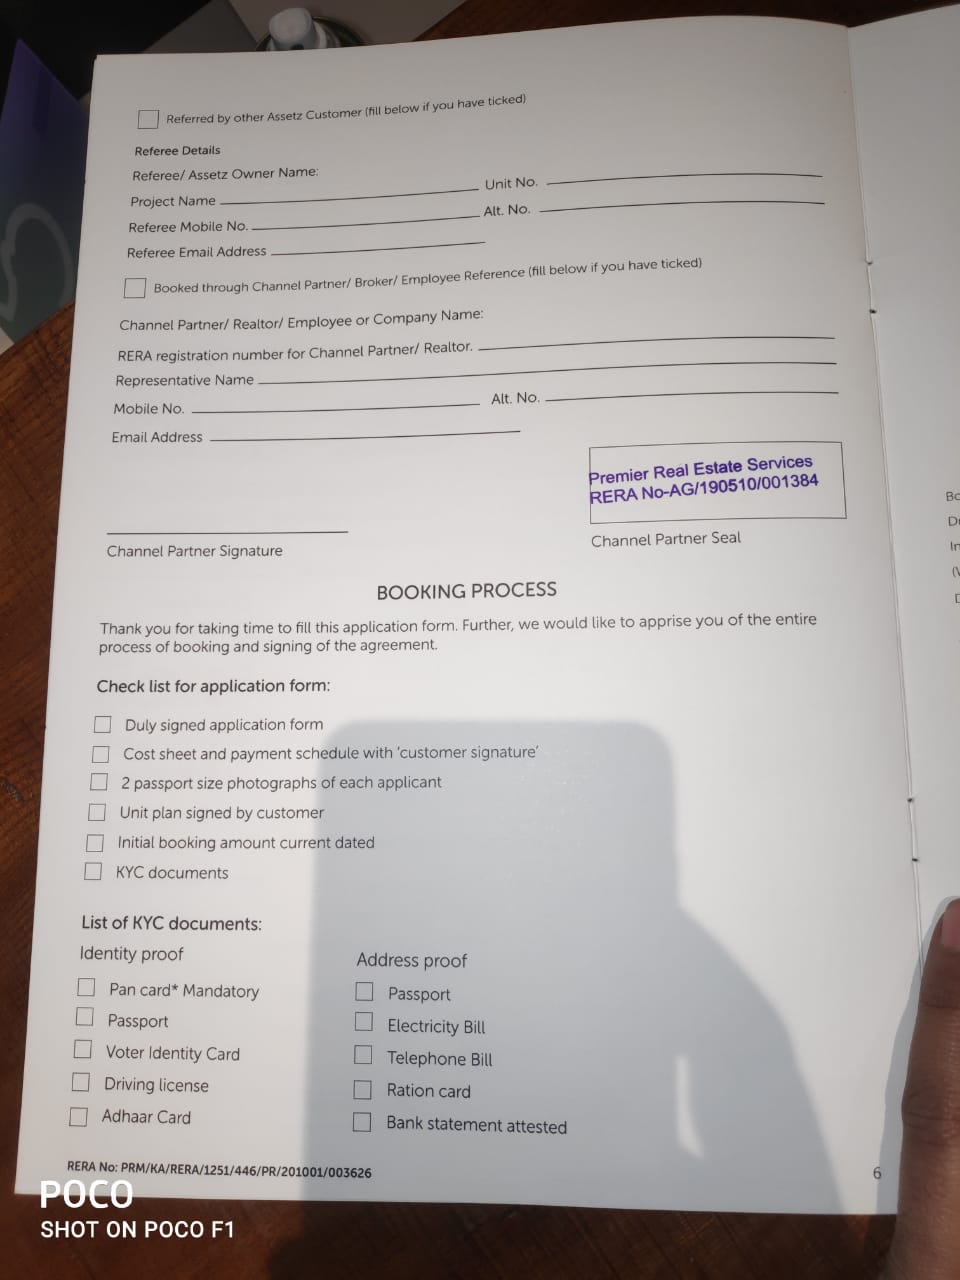 Referred by other Assetz Customer (fill below if you have ticked)
Referee Details
Referee/ Assetz Owner Name:
Project Name Unit No.
Referee Mobile No. Alt. No.
Referee Email Address
Booked through Channel Partner/ Broker/ Employee Reference (fill below if you have ticked)
Channel Partner/ Realtor/ Employee or Company Name:
RERA registration number for Channel Partner/ Realtor.
Representative Name
Mobile No. Alt. No.
Email Address
Premier Real Estate Services
RERA No-AG/190510/001384
Channel Partner Signature
Channel Partner Seal
BOOKING PROCESS
Thank you for taking time to fill this application form. Further, we would like to apprise you of the entire
process of booking and signing of the agreement.
Check list for application form:
Duly signed application form
Cost sheet and payment schedule with ‘customer signature’
2 passport size photographs of each applicant
Unit plan signed by customer
Initial booking amount current dated
KYC documents
List of KYC documents:
Identity proof
Pan card* Mandatory
Passport
Voter Identity Card
Driving license
Adhaar Card
Address proof
Passport
Electricity Bill
Telephone Bill
Ration card
Bank statement attested
RERA No: PRM/KA/RERA/1251/446/PR/201001/003626
6
POCO
SHOT ON POCO F1